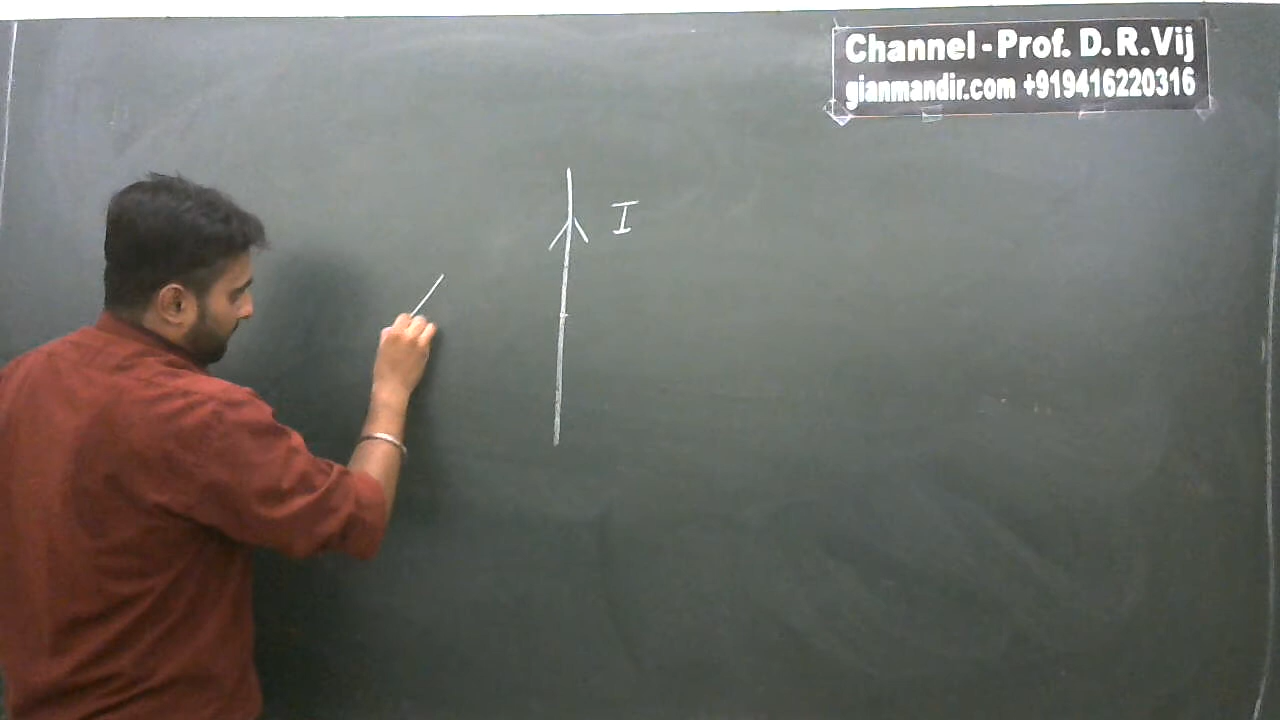 Channel - Prof. D. R. Vij
gianmandir.com +919416220316
I